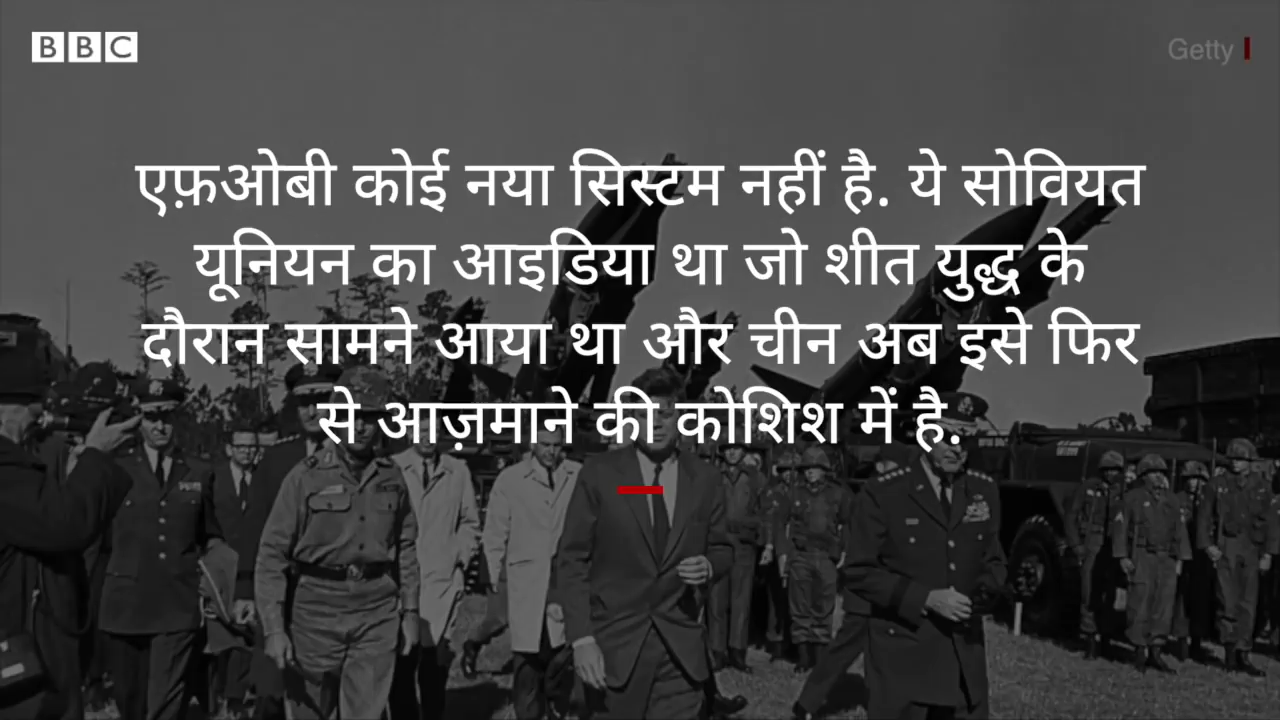 BBC
Getty
एफ़ओबी कोई नया सिस्टम नहीं है. ये सोवियत
यूनियन का आइडिया था जो शीत युद्ध के
दौरान सामने आया था और चीन अब इसे फिर
से आज़माने की कोशिश में है.